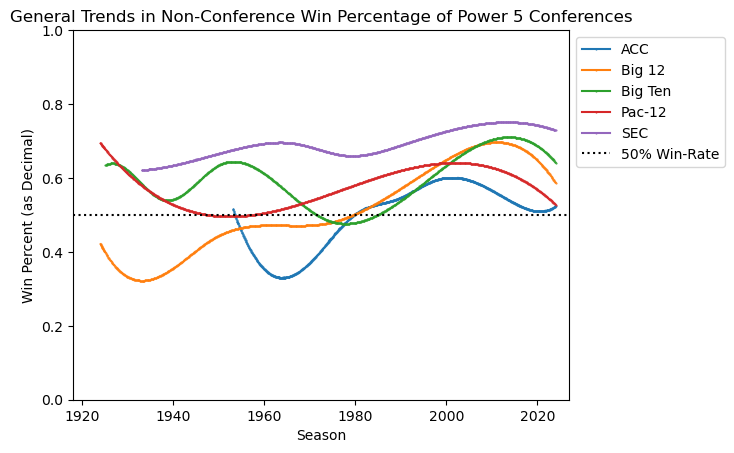 General Trends in Non-Conference Win Percentage of Power 5 Conferences
1.0
0.8
0.6
0.4
0.2
0.0
Win Percent (as Decimal)
1920 1940 1960 1980 2000 2020
Season
ACC
Big 12
Big Ten
Pac-12
SEC
50% Win-Rate